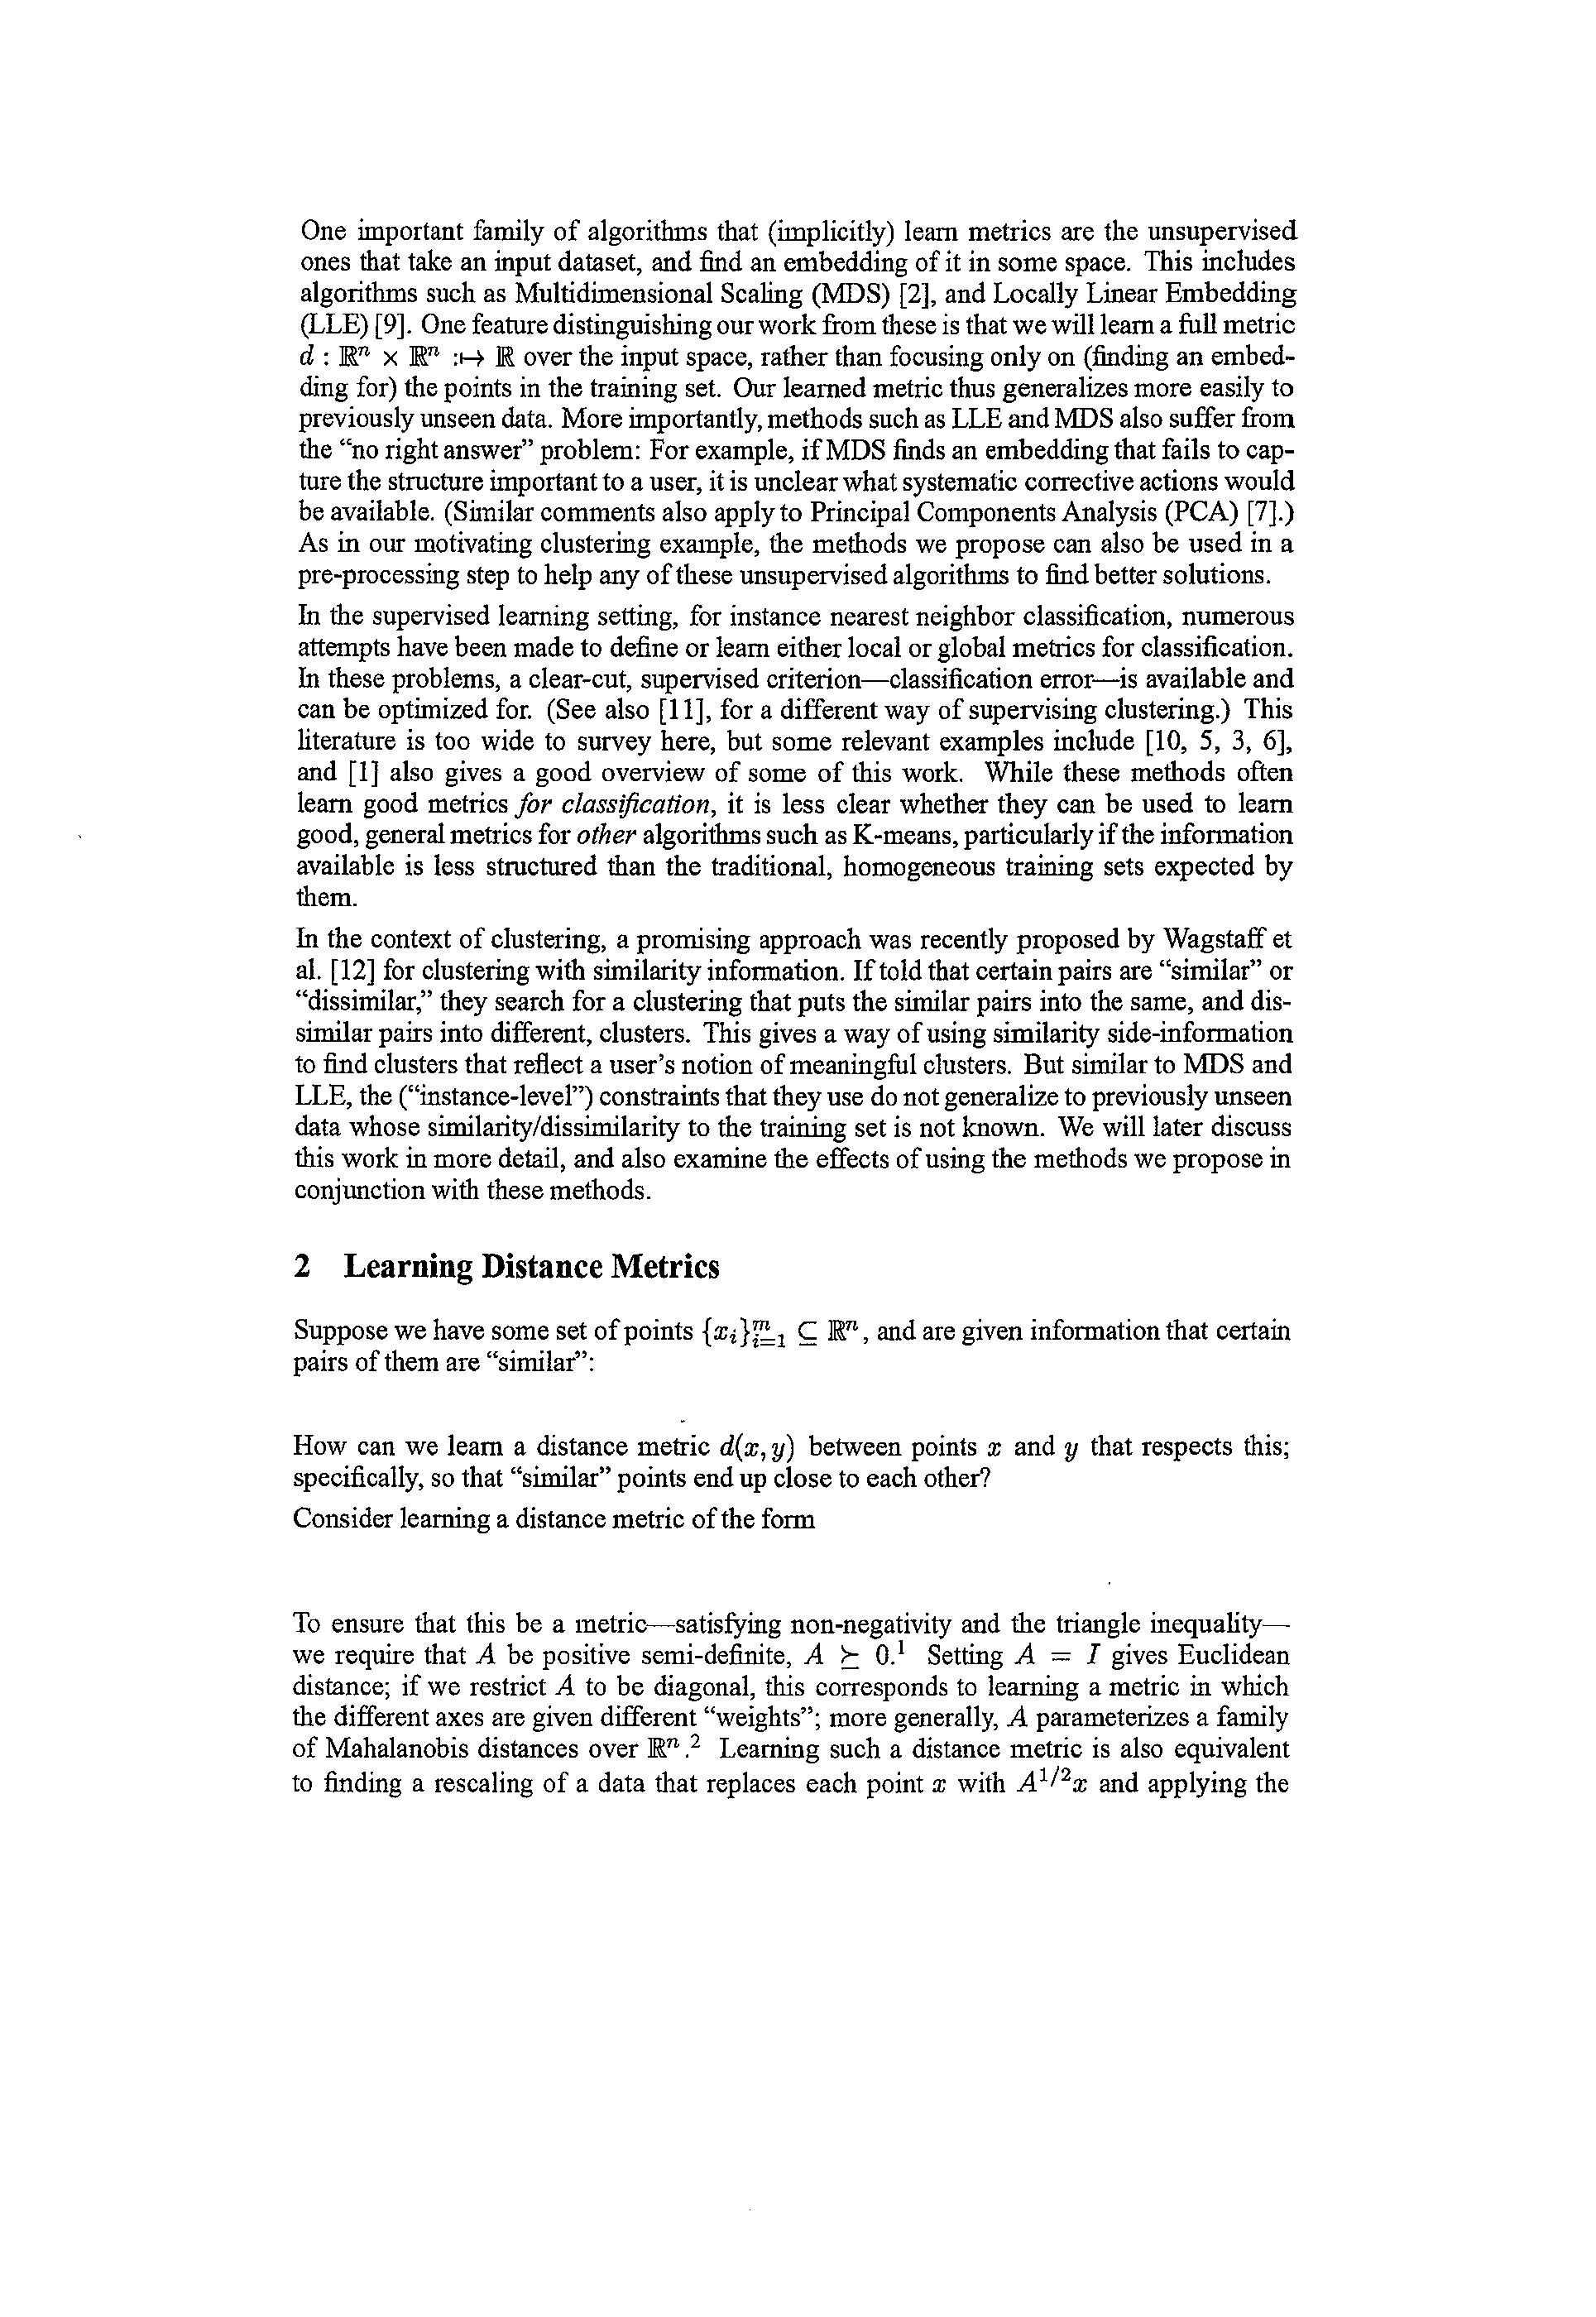 One important family of algorithms that (implicitly) learn metrics are the unsupervised
ones that take an input dataset, and find an embedding of it in some space. This includes
algorithms such as Multidimensional Scaling (MDS) [2], and Locally Linear Embedding
(LLE) [9]. One feature distinguishing our work from these is that we will learn a full metric
d : ℝⁿ × ℝⁿ :↦ ℝ over the input space, rather than focusing only on (finding an embed-
ding for) the points in the training set. Our learned metric thus generalizes more easily to
previously unseen data. More importantly, methods such as LLE and MDS also suffer from
the “no right answer” problem: For example, if MDS finds an embedding that fails to cap-
ture the structure important to a user, it is unclear what systematic corrective actions would
be available. (Similar comments also apply to Principal Components Analysis (PCA) [7].)
As in our motivating clustering example, the methods we propose can also be used in a
pre-processing step to help any of these unsupervised algorithms to find better solutions.
In the supervised learning setting, for instance nearest neighbor classification, numerous
attempts have been made to define or learn either local or global metrics for classification.
In these problems, a clear-cut, supervised criterion—classification error—is available and
can be optimized for. (See also [11], for a different way of supervising clustering.) This
literature is too wide to survey here, but some relevant examples include [10, 5, 3, 6],
and [1] also gives a good overview of some of this work. While these methods often
learn good metrics for classification, it is less clear whether they can be used to learn
good, general metrics for other algorithms such as K-means, particularly if the information
available is less structured than the traditional, homogeneous training sets expected by
them.
In the context of clustering, a promising approach was recently proposed by Wagstaff et
al. [12] for clustering with similarity information. If told that certain pairs are “similar” or
“dissimilar,” they search for a clustering that puts the similar pairs into the same, and dis-
similar pairs into different, clusters. This gives a way of using similarity side-information
to find clusters that reflect a user’s notion of meaningful clusters. But similar to MDS and
LLE, the (“instance-level”) constraints that they use do not generalize to previously unseen
data whose similarity/dissimilarity to the training set is not known. We will later discuss
this work in more detail, and also examine the effects of using the methods we propose in
conjunction with these methods.
2 Learning Distance Metrics
Suppose we have some set of points {xᵢ}ᵐᵢ₌₁ ⊆ ℝⁿ, and are given information that certain
pairs of them are “similar”:
How can we learn a distance metric d(x, y) between points x and y that respects this;
specifically, so that “similar” points end up close to each other?
Consider learning a distance metric of the form
To ensure that this be a metric—satisfying non-negativity and the triangle inequality—
we require that A be positive semi-definite, A ⪰ 0.¹ Setting A = I gives Euclidean
distance; if we restrict A to be diagonal, this corresponds to learning a metric in which
the different axes are given different “weights”; more generally, A parameterizes a family
of Mahalanobis distances over ℝⁿ.² Learning such a distance metric is also equivalent
to finding a rescaling of a data that replaces each point x with A^{1/2}x and applying the